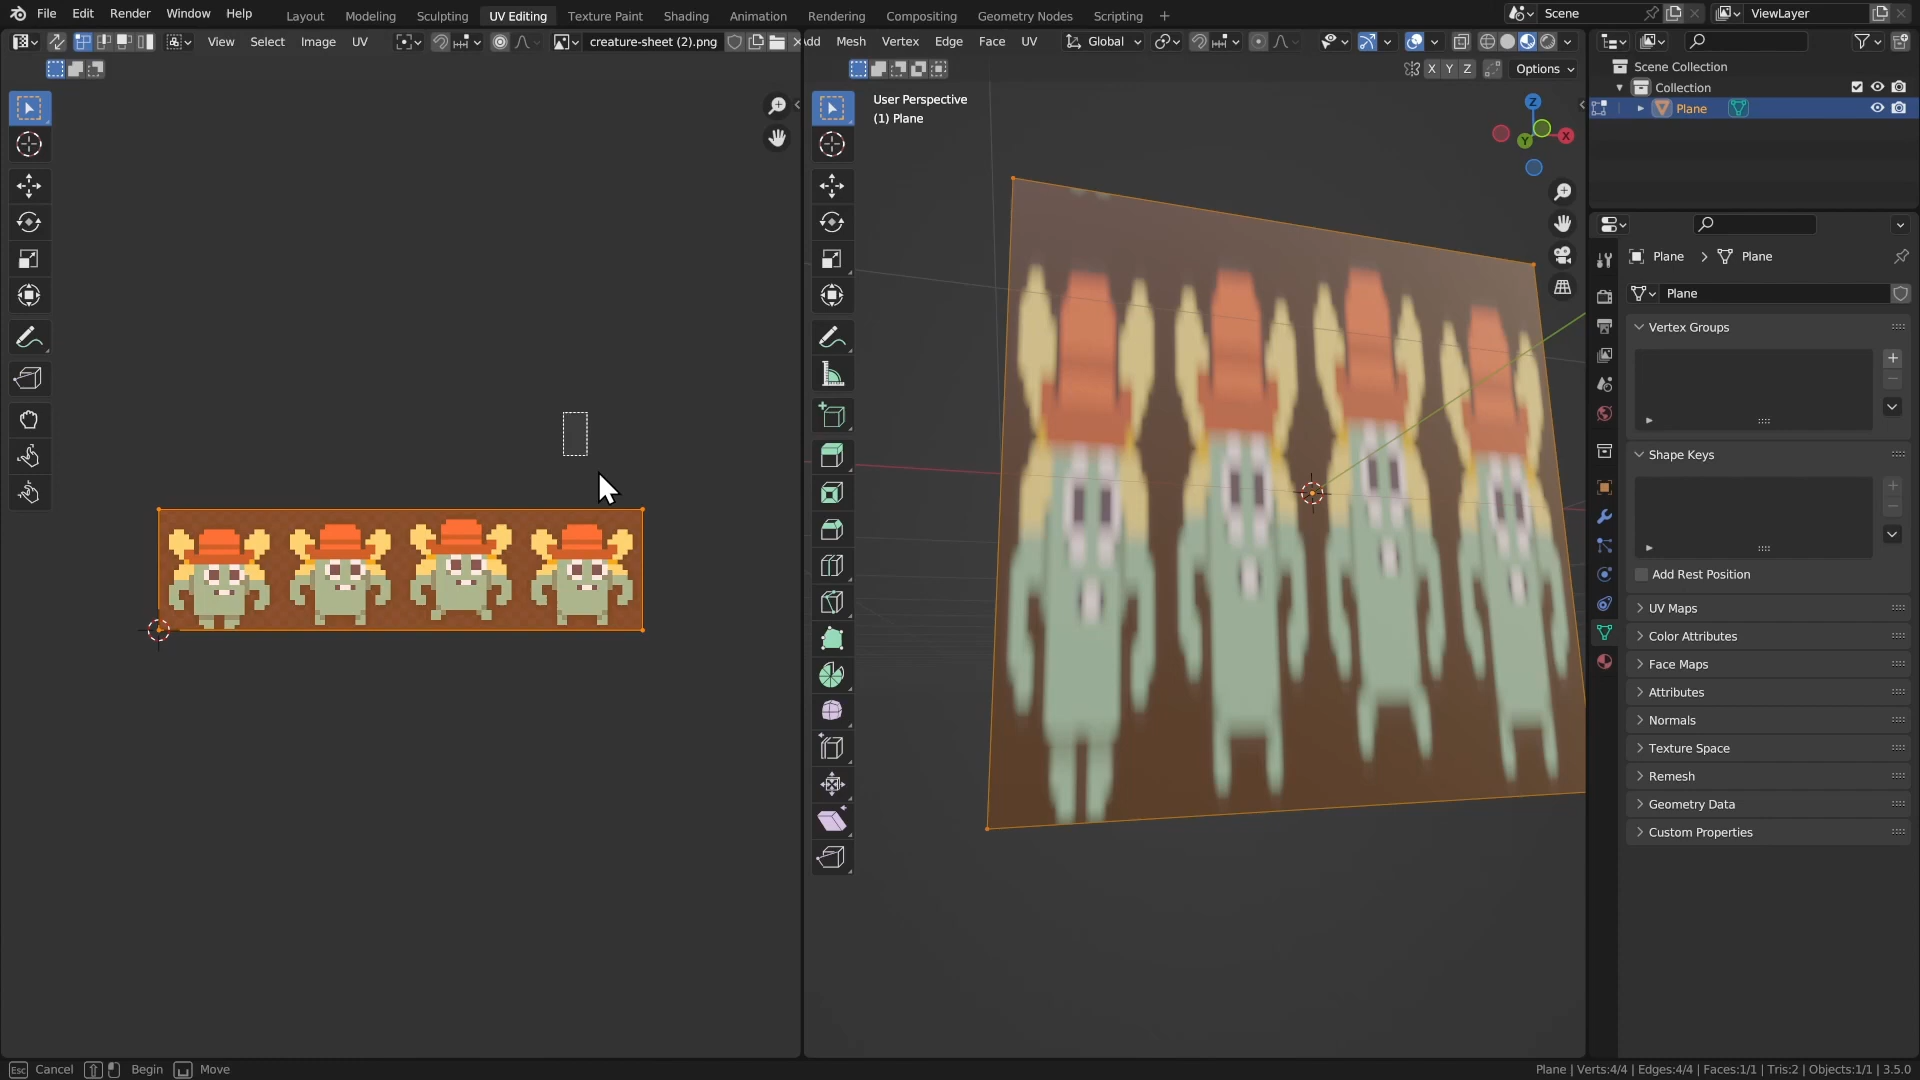 File Edit Render Window Help Layout Modeling Sculpting UV Editing Texture Paint Shading Animation Rendering Compositing Geometry Nodes Scripting + Scene ViewLayer
View Select Image UV creature-sheet (2).png dd Mesh Vertex Edge Face UV Global
X Y Z Options
User Perspective
(1) Plane
Z
X
Y
Scene Collection
Collection
Plane
Plane Plane
Plane
Vertex Groups
Shape Keys
Add Rest Position
UV Maps
Color Attributes
Face Maps
Attributes
Normals
Texture Space
Remesh
Geometry Data
Custom Properties
Esc Cancel Begin Move Plane | Verts:4/4 | Edges:4/4 | Faces:1/1 | Tris:2 | Objects:1/1 | 3.5.0